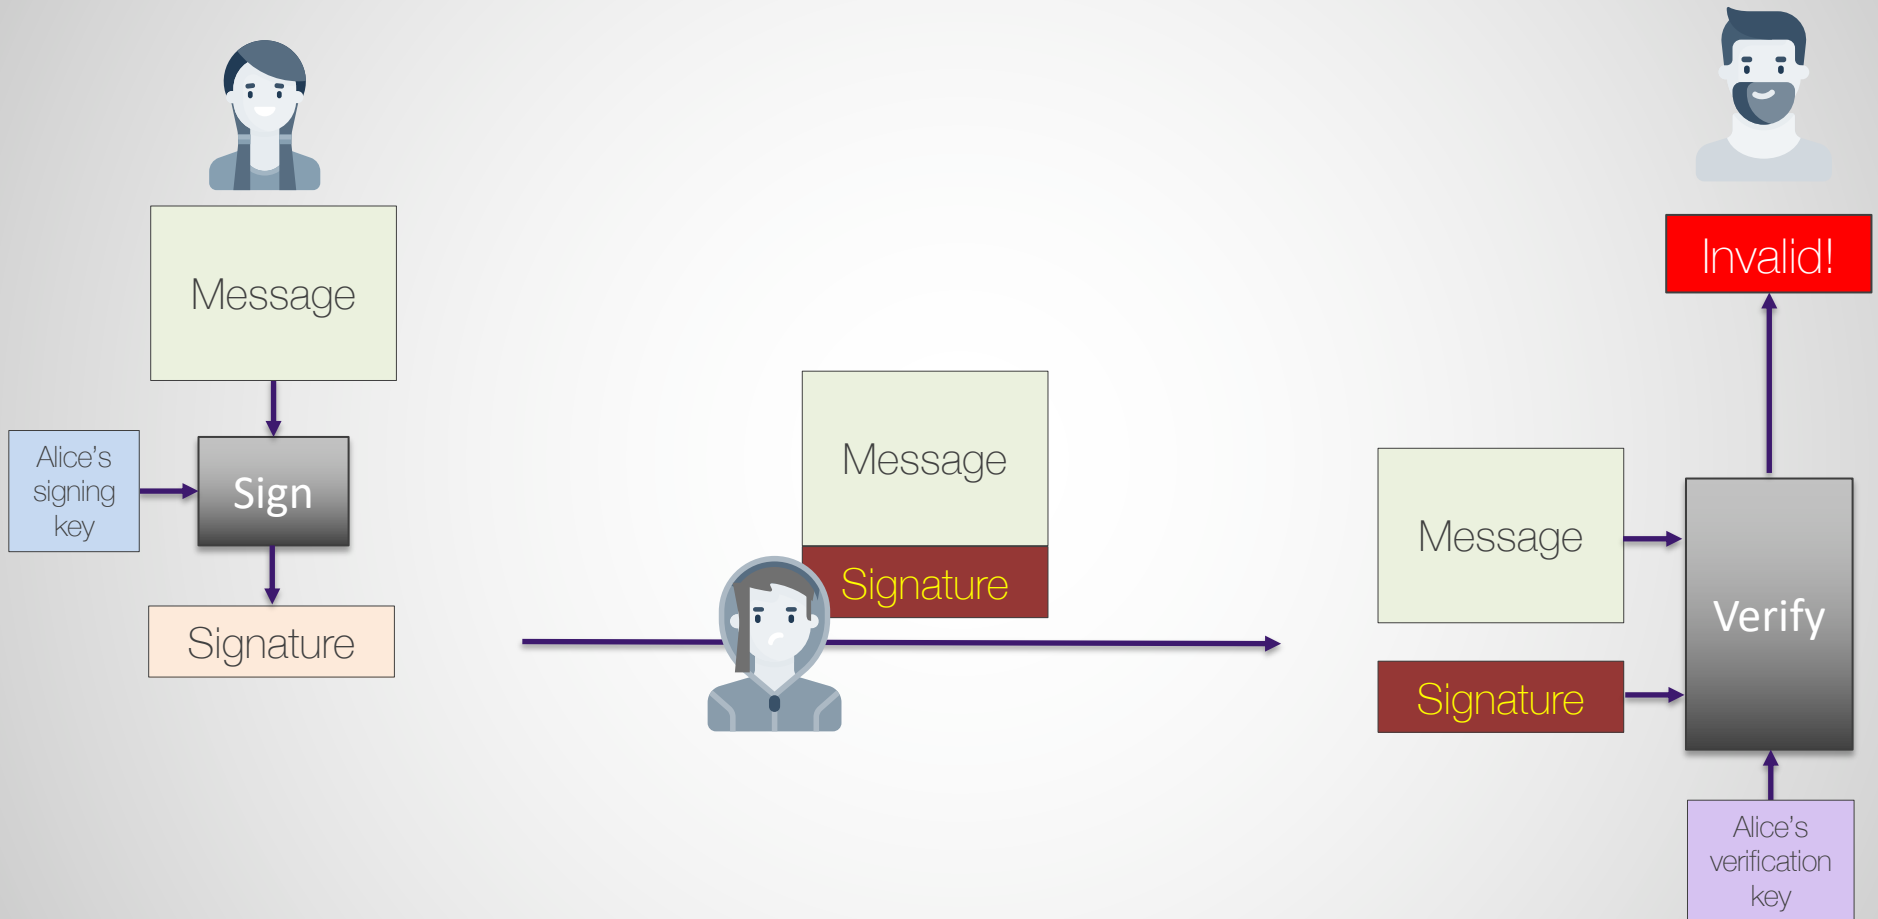 Message
Alice's
signing
key
Sign
Signature
Message
Signature
Invalid!
Message
Signature
Verify
Alice's
verification
key